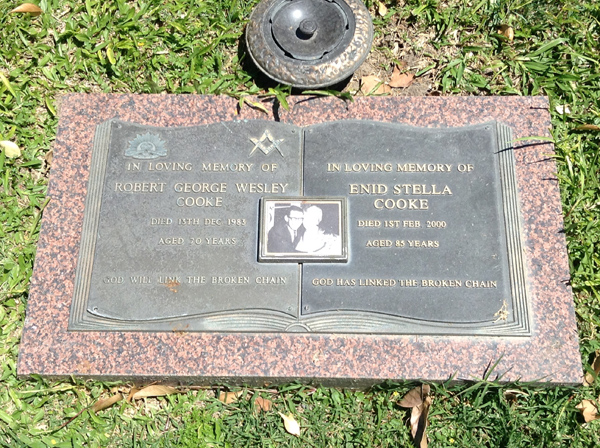 IN LOVING MEMORY OF
ROBERT GEORGE WESLEY
COOKE
DIED 15TH DEC 1983
AGED 70 YEARS
GOD WILL LINK THE BROKEN CHAIN
IN LOVING MEMORY OF
ENID STELLA
COOKE
DIED 1ST FEB 2000
AGED 85 YEARS
GOD HAS LINKED THE BROKEN CHAIN